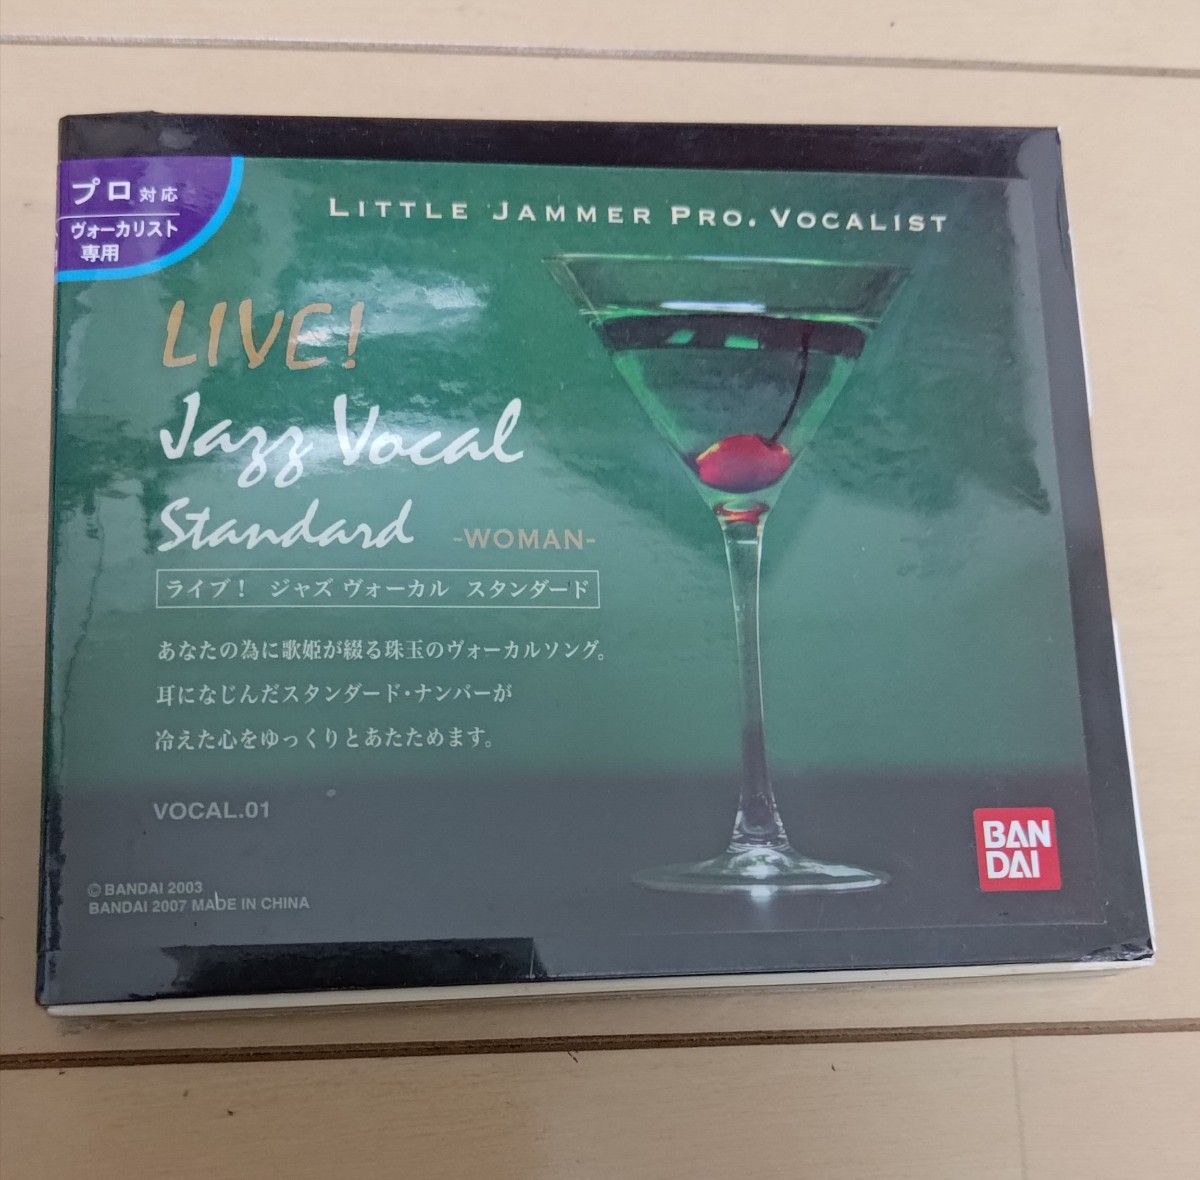 プロ対応
ヴォーカリスト
専用
LITTLE JAMMER PRO. VOCALIST
LIVE!
Jazz Vocal
Standard -WOMAN-
ライブ! ジャズ ヴォーカル スタンダード
あなたの為に歌姫が綴る珠玉のヴォーカルソング。
耳になじんだスタンダード・ナンバーが
冷えた心をゆっくりとあたためます。
VOCAL.01
BAN
DAI
© BANDAI 2003
BANDAI 2007 MADE IN CHINA